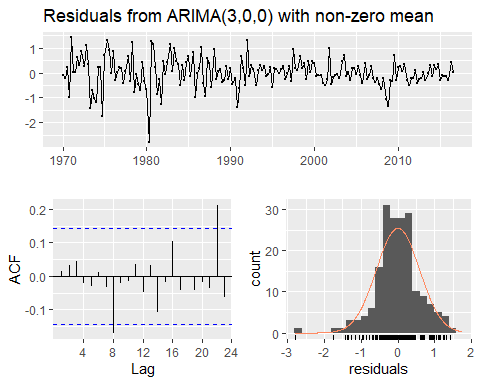 Residuals from ARIMA(3,0,0) with non-zero mean
1
0
-1
-2
1970 1980 1990 2000 2010
0.2
0.1
0.0
-0.1
ACF
4 8 12 16 20 24
Lag
30
20
10
0
count
-3 -2 -1 0 1 2
residuals